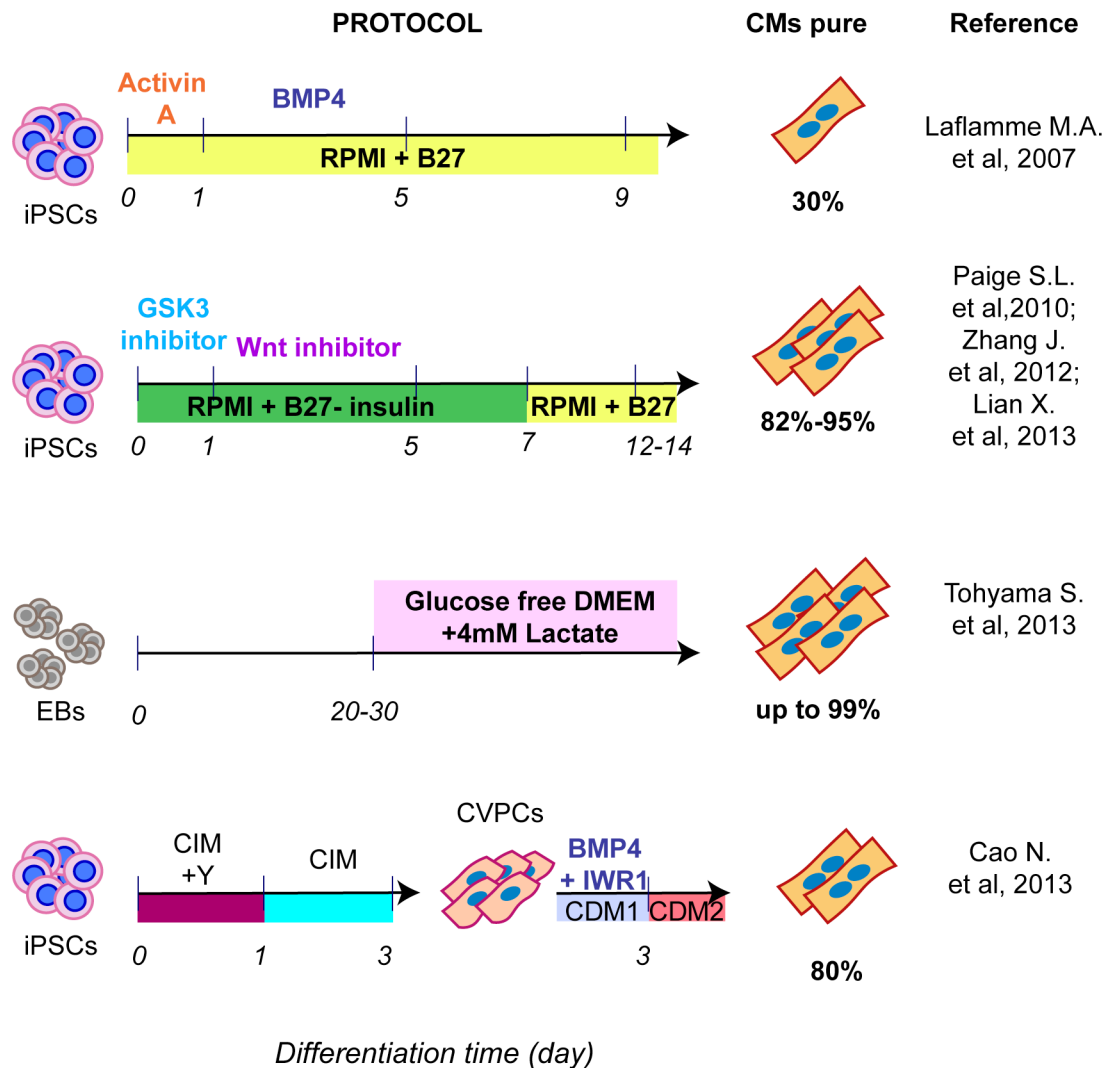 PROTOCOL
CMs pure
Reference
Activin
A
BMP4
RPMI + B27
0
1
5
9
iPSCs
30%
Laflamme M.A.
et al, 2007
GSK3
inhibitor
Wnt inhibitor
RPMI + B27- insulin
RPMI + B27
0
1
5
7
12-14
iPSCs
82%-95%
Paige S.L.
et al,2010;
Zhang J.
et al, 2012;
Lian X.
et al, 2013
Glucose free DMEM
+4mM Lactate
EBs
0
20-30
up to 99%
Tohyama S.
et al, 2013
CIM
+Y
CIM
CVPCs
BMP4
+ IWR1
CDM1
CDM2
iPSCs
0
1
3
3
80%
Cao N.
et al, 2013
Differentiation time (day)